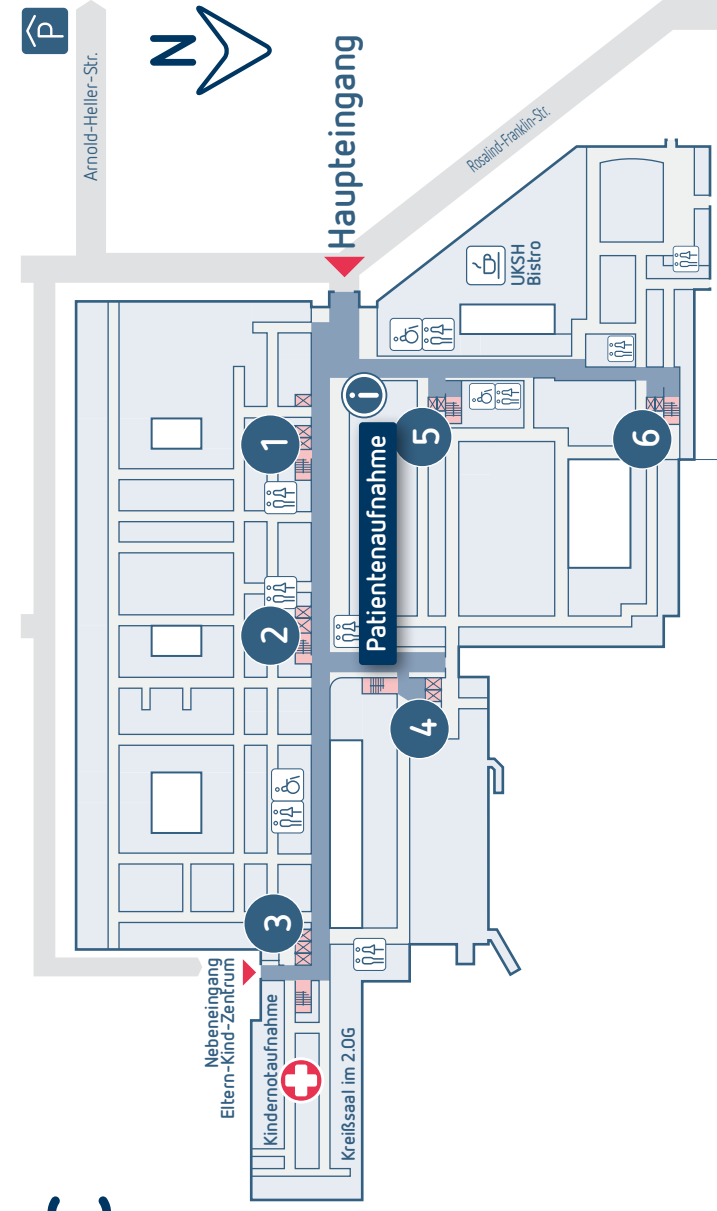 P
Arnold-Heller-Str.
N
Haupteingang
Rosalind-Franklin-Str.
UKSH
Bistro
i
1
Patientenaufnahme
5
6
2
4
3
Nebeneingang
Eltern-Kind-Zentrum
Kindernotaufnahme
Kreißsaal im 2.OG